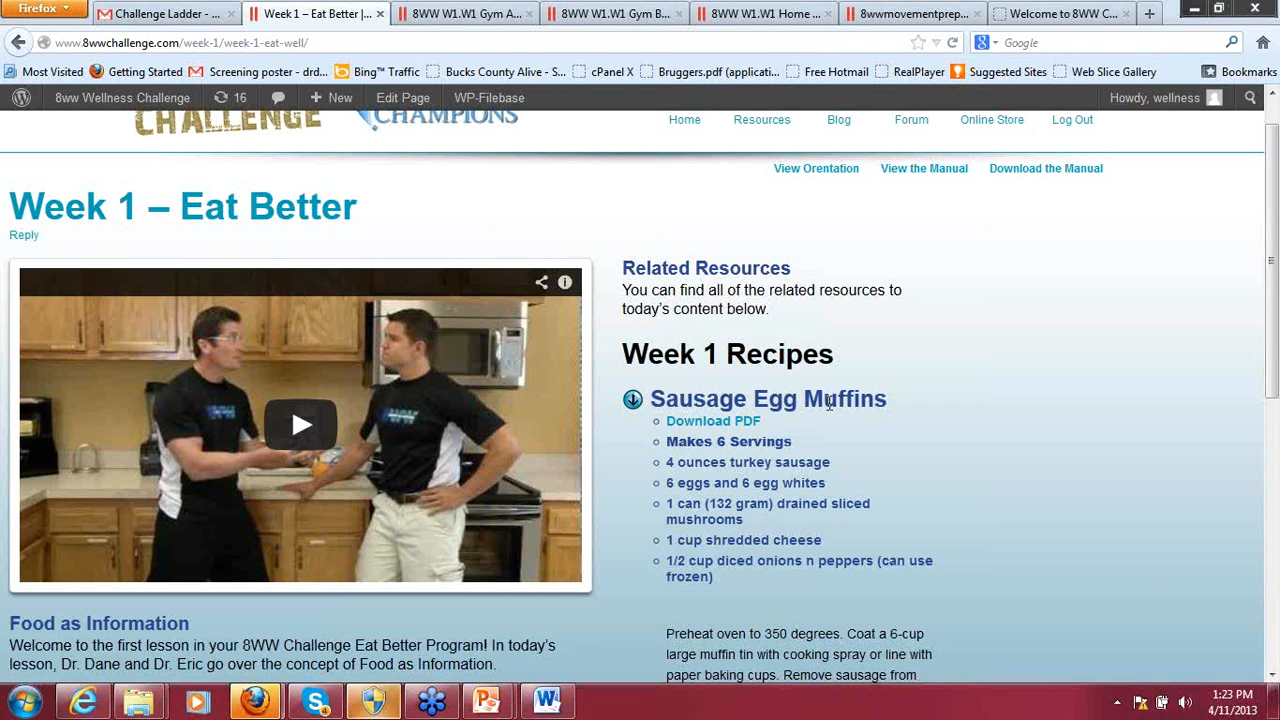 Firefox
Challenge Ladder - ...
Week 1 – Eat Better |...
8WW W1.W1 Gym A...
8WW W1.W1 Gym B...
8WW W1.W1 Home ...
8wwmovementprep...
Welcome to 8WW C...
www.8wwchallenge.com/week-1/week-1-eat-well/
Google
Most Visited
Getting Started
Screening poster - drd...
Bing™ Traffic
Bucks County Alive - S...
cPanel X
Bruggers.pdf (applicati...
Free Hotmail
RealPlayer
Suggested Sites
Web Slice Gallery
Bookmarks
8ww Wellness Challenge
16
New
Edit Page
WP-Filebase
Howdy, wellness
CHALLENGE
CHAMPIONS
Home
Resources
Blog
Forum
Online Store
Log Out
View Orentation
View the Manual
Download the Manual
Week 1 – Eat Better
Reply
Related Resources
You can find all of the related resources to
today's content below.
Week 1 Recipes
Sausage Egg Muffins
Download PDF
Makes 6 Servings
4 ounces turkey sausage
6 eggs and 6 egg whites
1 can (132 gram) drained sliced
mushrooms
1 cup shredded cheese
1/2 cup diced onions n peppers (can use
frozen)
Preheat oven to 350 degrees. Coat a 6-cup
large muffin tin with cooking spray or line with
paper baking cups. Remove sausage from
Food as Information
Welcome to the first lesson in your 8WW Challenge Eat Better Program! In today's
lesson, Dr. Dane and Dr. Eric go over the concept of Food as Information.
1:23 PM
4/11/2013